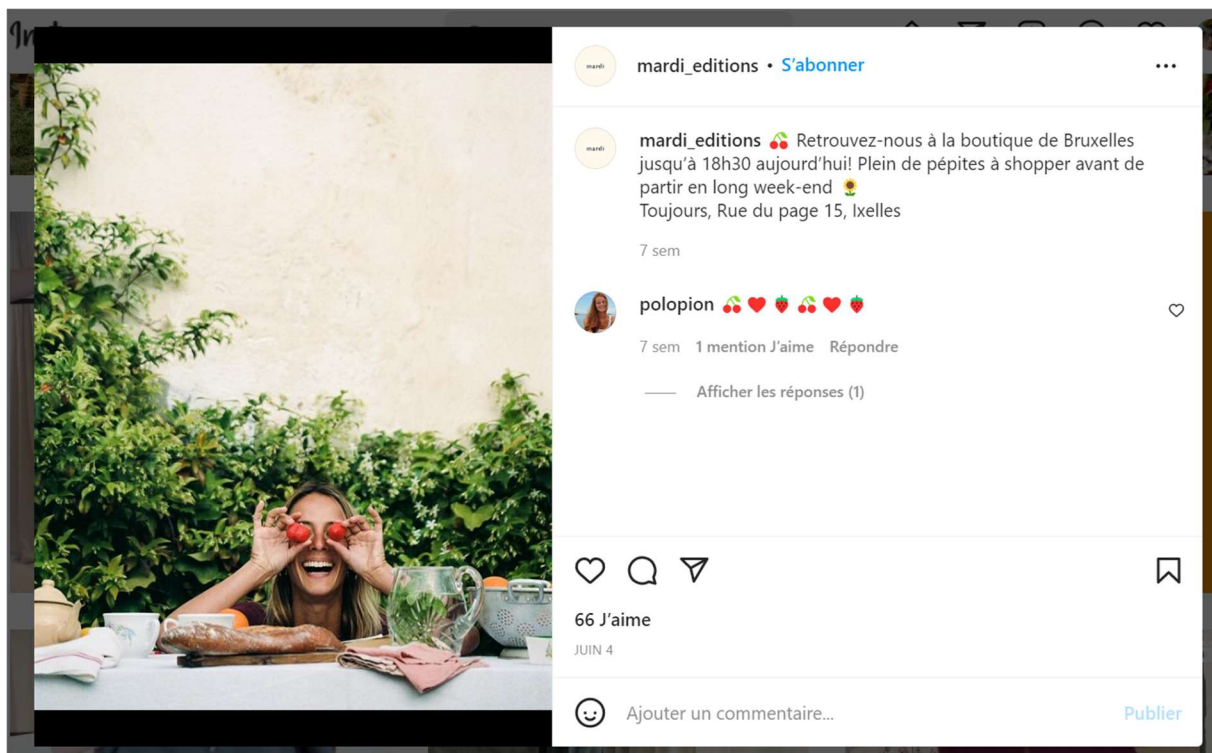 mardi
mardi_editions • S'abonner
mardi
mardi_editions 🍒 Retrouvez-nous à la boutique de Bruxelles
jusqu'à 18h30 aujourd'hui! Plein de pépites à shopper avant de
partir en long week-end 🌻
Toujours, Rue du page 15, Ixelles
7 sem
polopion 🍒❤️🍓🍒❤️🍓
7 sem 1 mention J'aime Répondre
Afficher les réponses (1)
66 J'aime
JUIN 4
Ajouter un commentaire... Publier